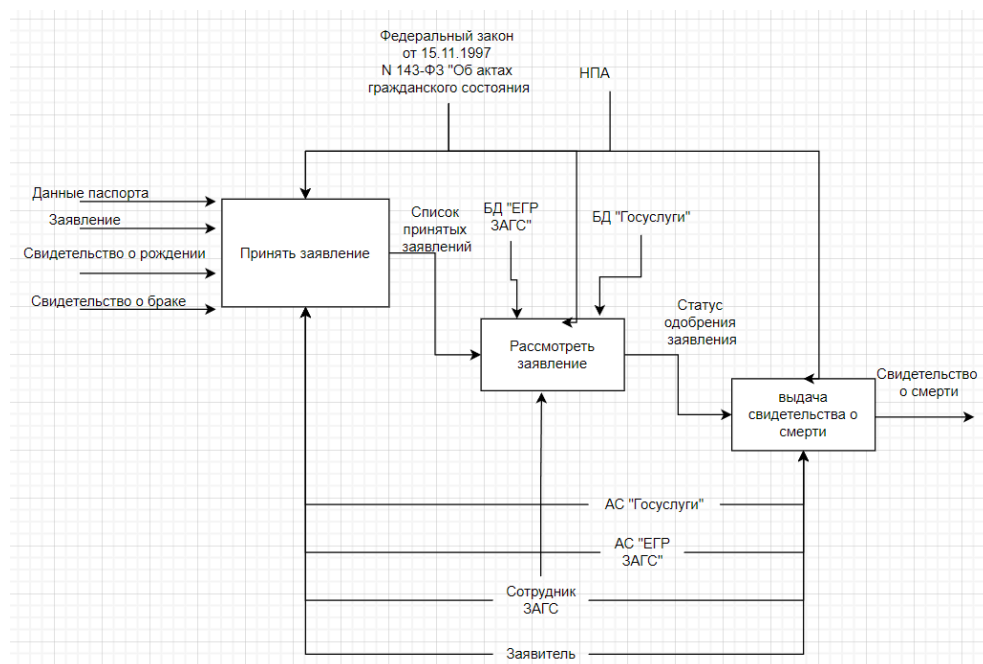 Федеральный закон
от 15.11.1997
N 143-ФЗ "Об актах
гражданского состояния
НПА
Данные паспорта
Заявление
Свидетельство о рождении
Свидетельство о браке
Принять заявление
Список
принятых
заявлений
БД "ЕГР
ЗАГС"
БД "Госуслуги"
Рассмотреть
заявление
Статус
одобрения
заявления
выдача
свидетельства о
смерти
Свидетельство
о смерти
АС "Госуслуги"
АС "ЕГР
ЗАГС"
Сотрудник
ЗАГС
Заявитель